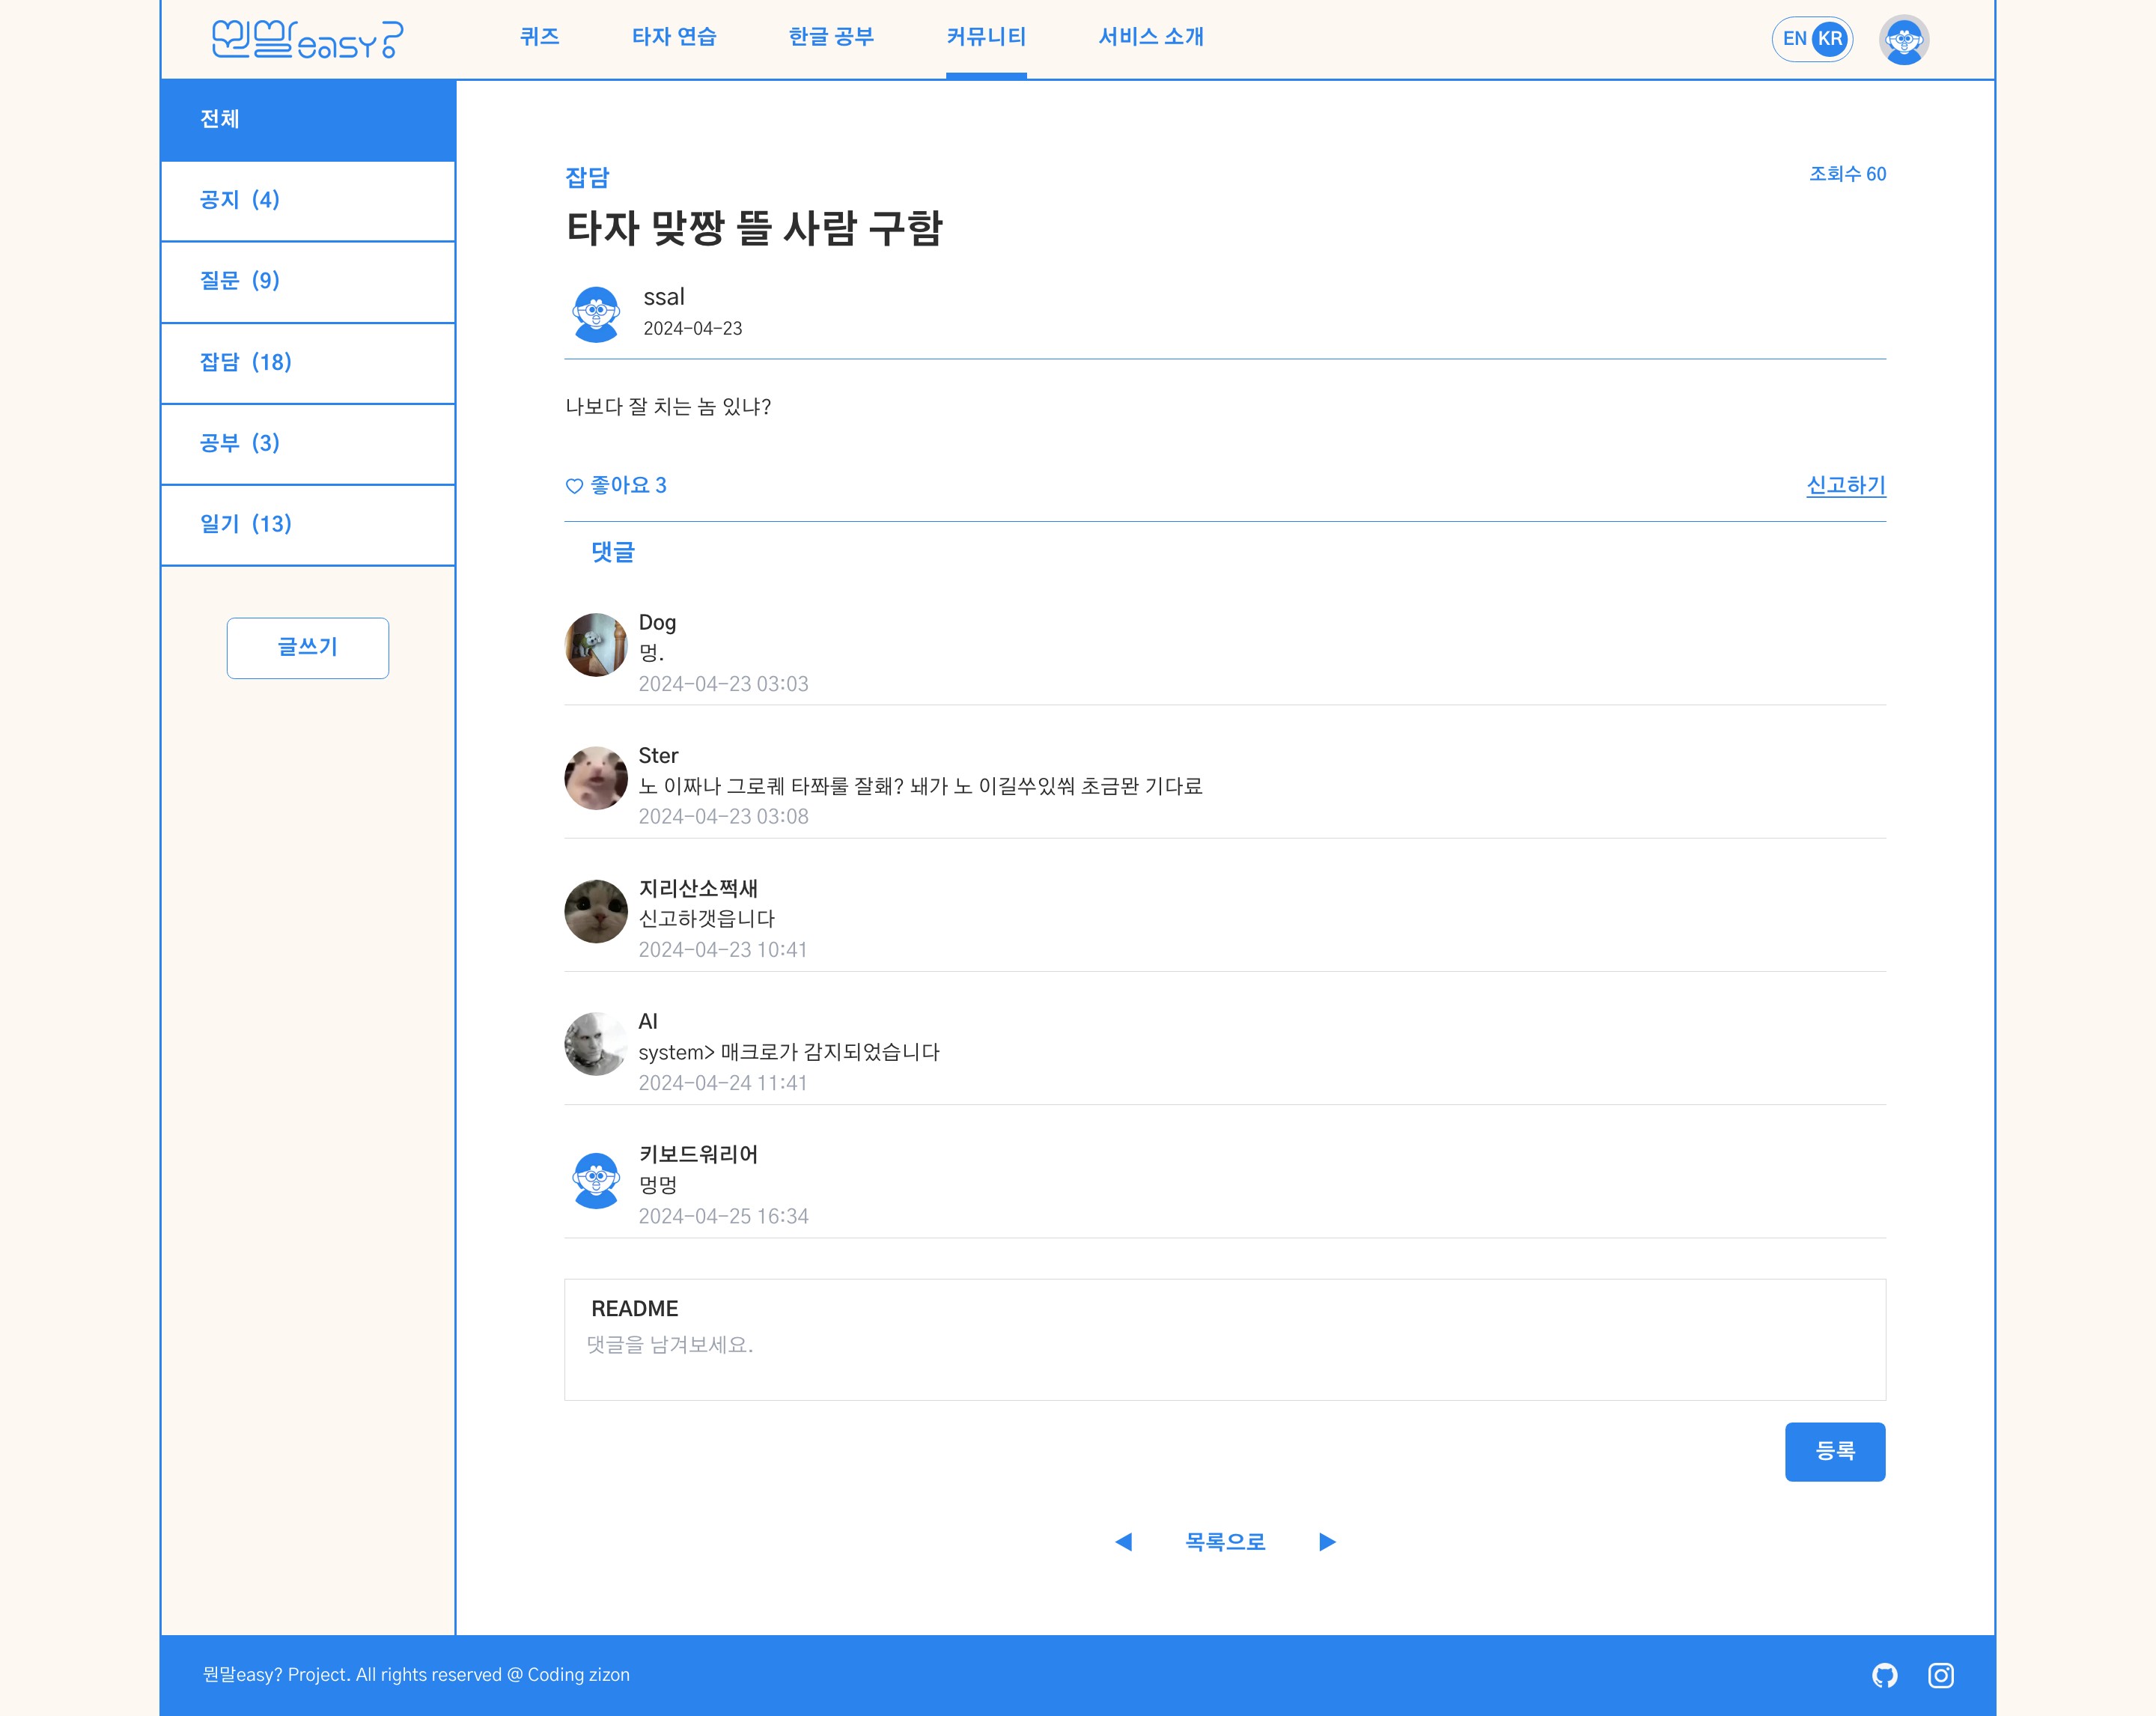 뭔말easy?
퀴즈 타자 연습 한글 공부 커뮤니티 서비스 소개 EN KR
전체
공지 (4)
질문 (9)
잡담 (18)
공부 (3)
일기 (13)
글쓰기
잡담
조회수 60
타자 맞짱 뜰 사람 구함
ssal
2024-04-23
나보다 잘 치는 놈 있냐?
좋아요 3
신고하기
댓글
Dog
멍.
2024-04-23 03:03
Ster
노 이짜나 그로퀘 타쫘룰 잘홰? 놰가 노 이길쑤있쒀 초금뫈 기다료
2024-04-23 03:08
지리산소쩍새
신고하갯읍니다
2024-04-23 10:41
AI
system> 매크로가 감지되었습니다
2024-04-24 11:41
키보드워리어
멍멍
2024-04-25 16:34
README
댓글을 남겨보세요.
등록
◀ 목록으로 ▶
뭔말easy? Project. All rights reserved @ Coding zizon